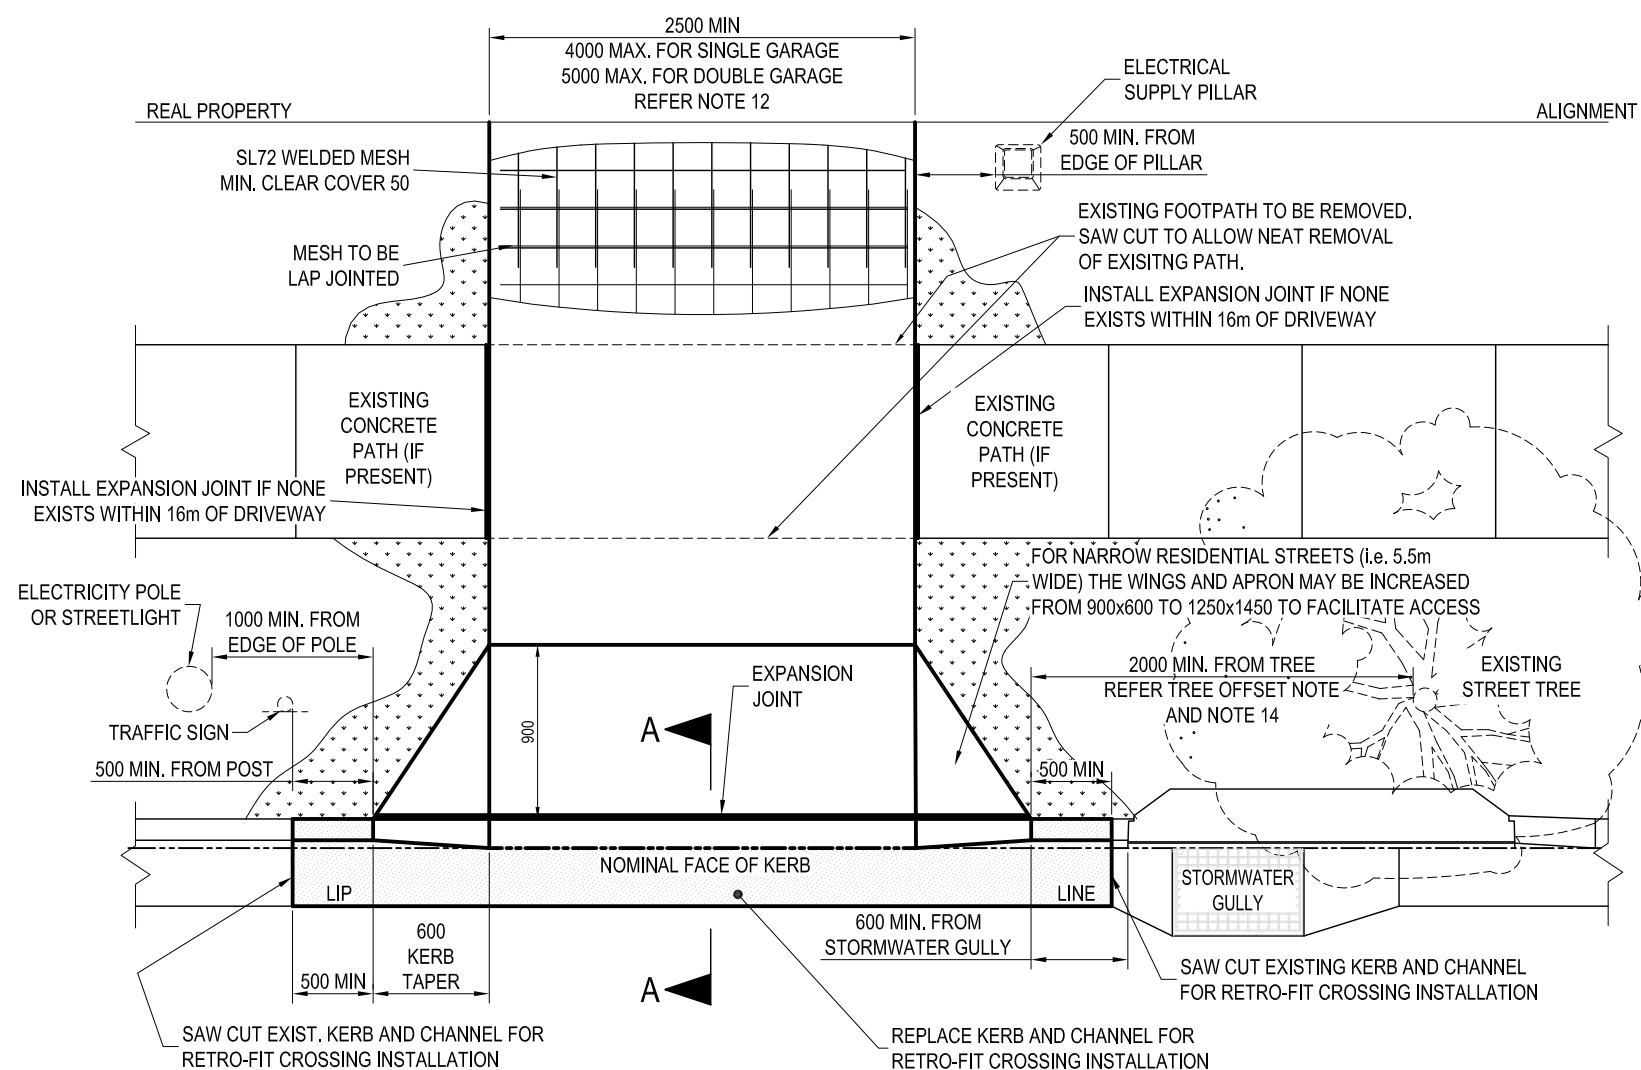 2500 MIN
4000 MAX. FOR SINGLE GARAGE
5000 MAX. FOR DOUBLE GARAGE
REFER NOTE 12
ELECTRICAL
SUPPLY PILLAR
REAL PROPERTY
ALIGNMENT
500 MIN. FROM
EDGE OF PILLAR
SL72 WELDED MESH
MIN. CLEAR COVER 50
MESH TO BE
LAP JOINTED
EXISTING FOOTPATH TO BE REMOVED.
SAW CUT TO ALLOW NEAT REMOVAL
OF EXISITNG PATH.
INSTALL EXPANSION JOINT IF NONE
EXISTS WITHIN 16m OF DRIVEWAY
EXISTING
CONCRETE
PATH (IF
PRESENT)
EXISTING
CONCRETE
PATH (IF
PRESENT)
INSTALL EXPANSION JOINT IF NONE
EXISTS WITHIN 16m OF DRIVEWAY
FOR NARROW RESIDENTIAL STREETS (i.e. 5.5m
WIDE) THE WINGS AND APRON MAY BE INCREASED
FROM 900x600 TO 1250x1450 TO FACILITATE ACCESS
ELECTRICITY POLE
OR STREETLIGHT
1000 MIN. FROM
EDGE OF POLE
2000 MIN. FROM TREE
REFER TREE OFFSET NOTE
AND NOTE 14
EXISTING
STREET TREE
EXPANSION
JOINT
900
A
TRAFFIC SIGN
500 MIN. FROM POST
500 MIN
NOMINAL FACE OF KERB
LIP
LINE
STORMWATER
GULLY
600
KERB
TAPER
500 MIN
A
600 MIN. FROM
STORMWATER GULLY
SAW CUT EXISTING KERB AND CHANNEL
FOR RETRO-FIT CROSSING INSTALLATION
SAW CUT EXIST. KERB AND CHANNEL FOR
RETRO-FIT CROSSING INSTALLATION
REPLACE KERB AND CHANNEL FOR
RETRO-FIT CROSSING INSTALLATION